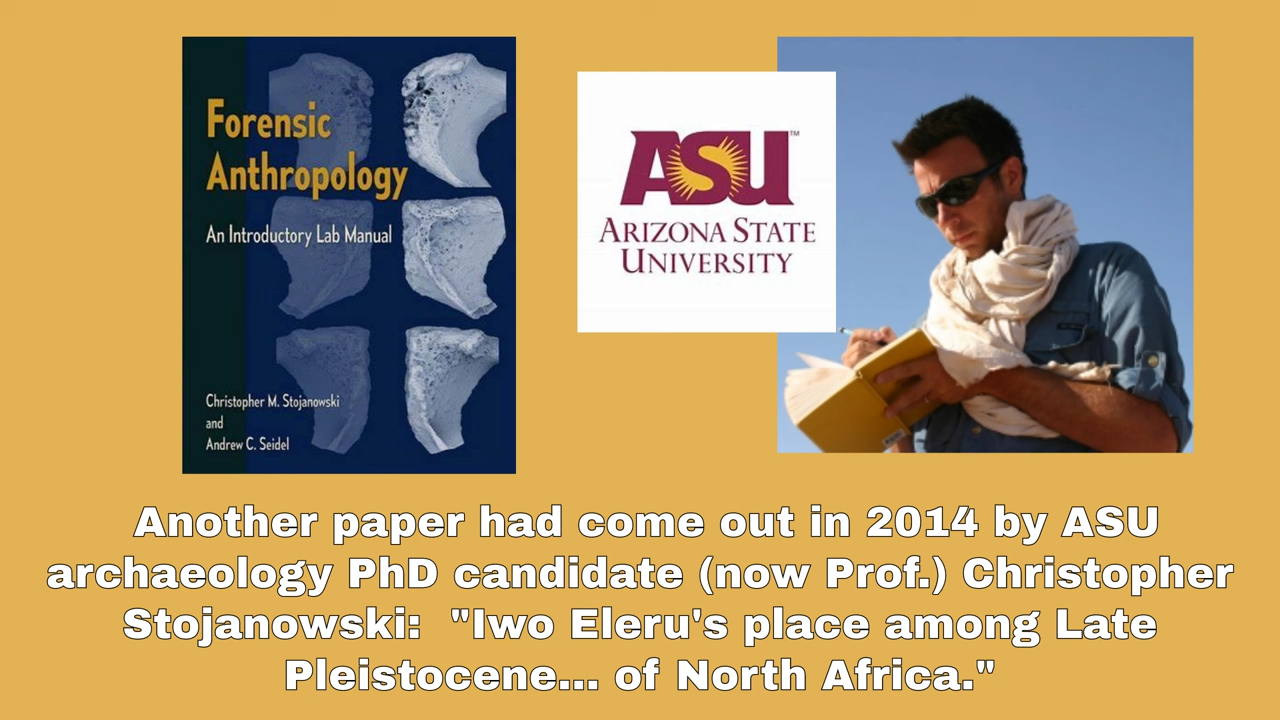 Forensic
Anthropology
An Introductory Lab Manual
Christopher M. Stojanowski
and
Andrew C. Seidel
ASU™
ARIZONA STATE
UNIVERSITY
Another paper had come out in 2014 by ASU
archaeology PhD candidate (now Prof.) Christopher
Stojanowski:  "Iwo Eleru's place among Late
Pleistocene... of North Africa."